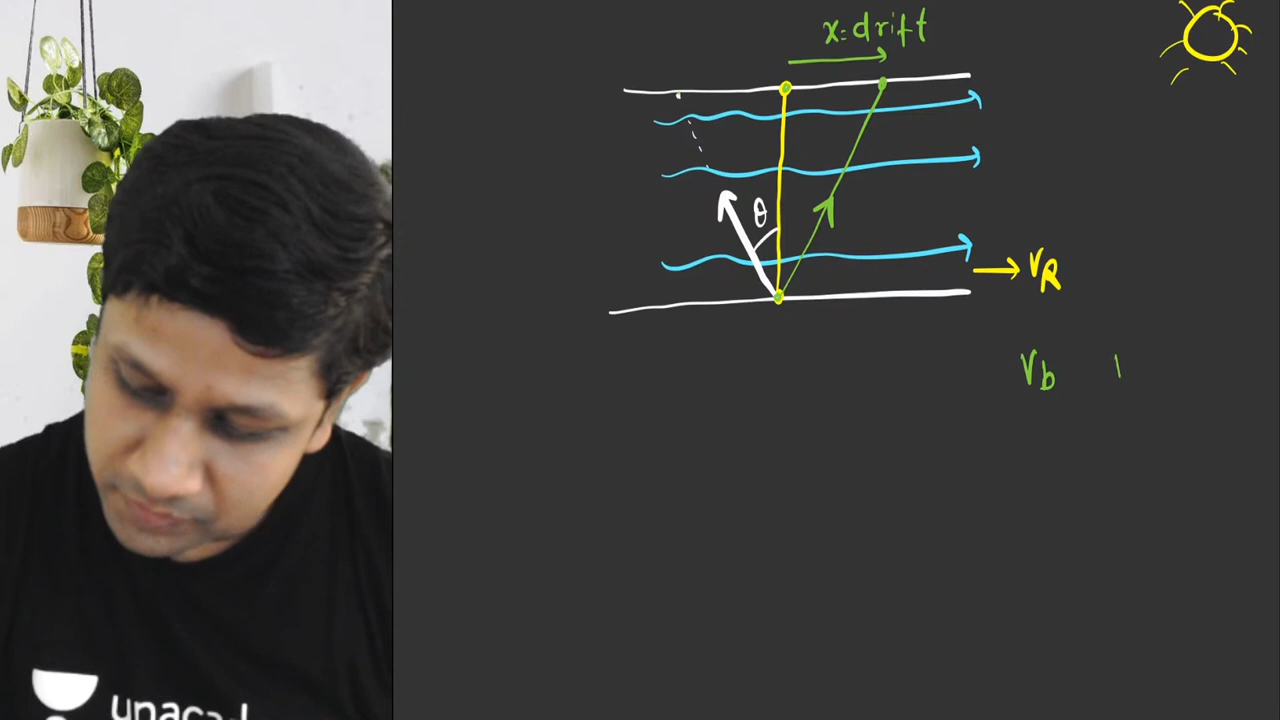 x=drift
θ
VR
Vb
unacad